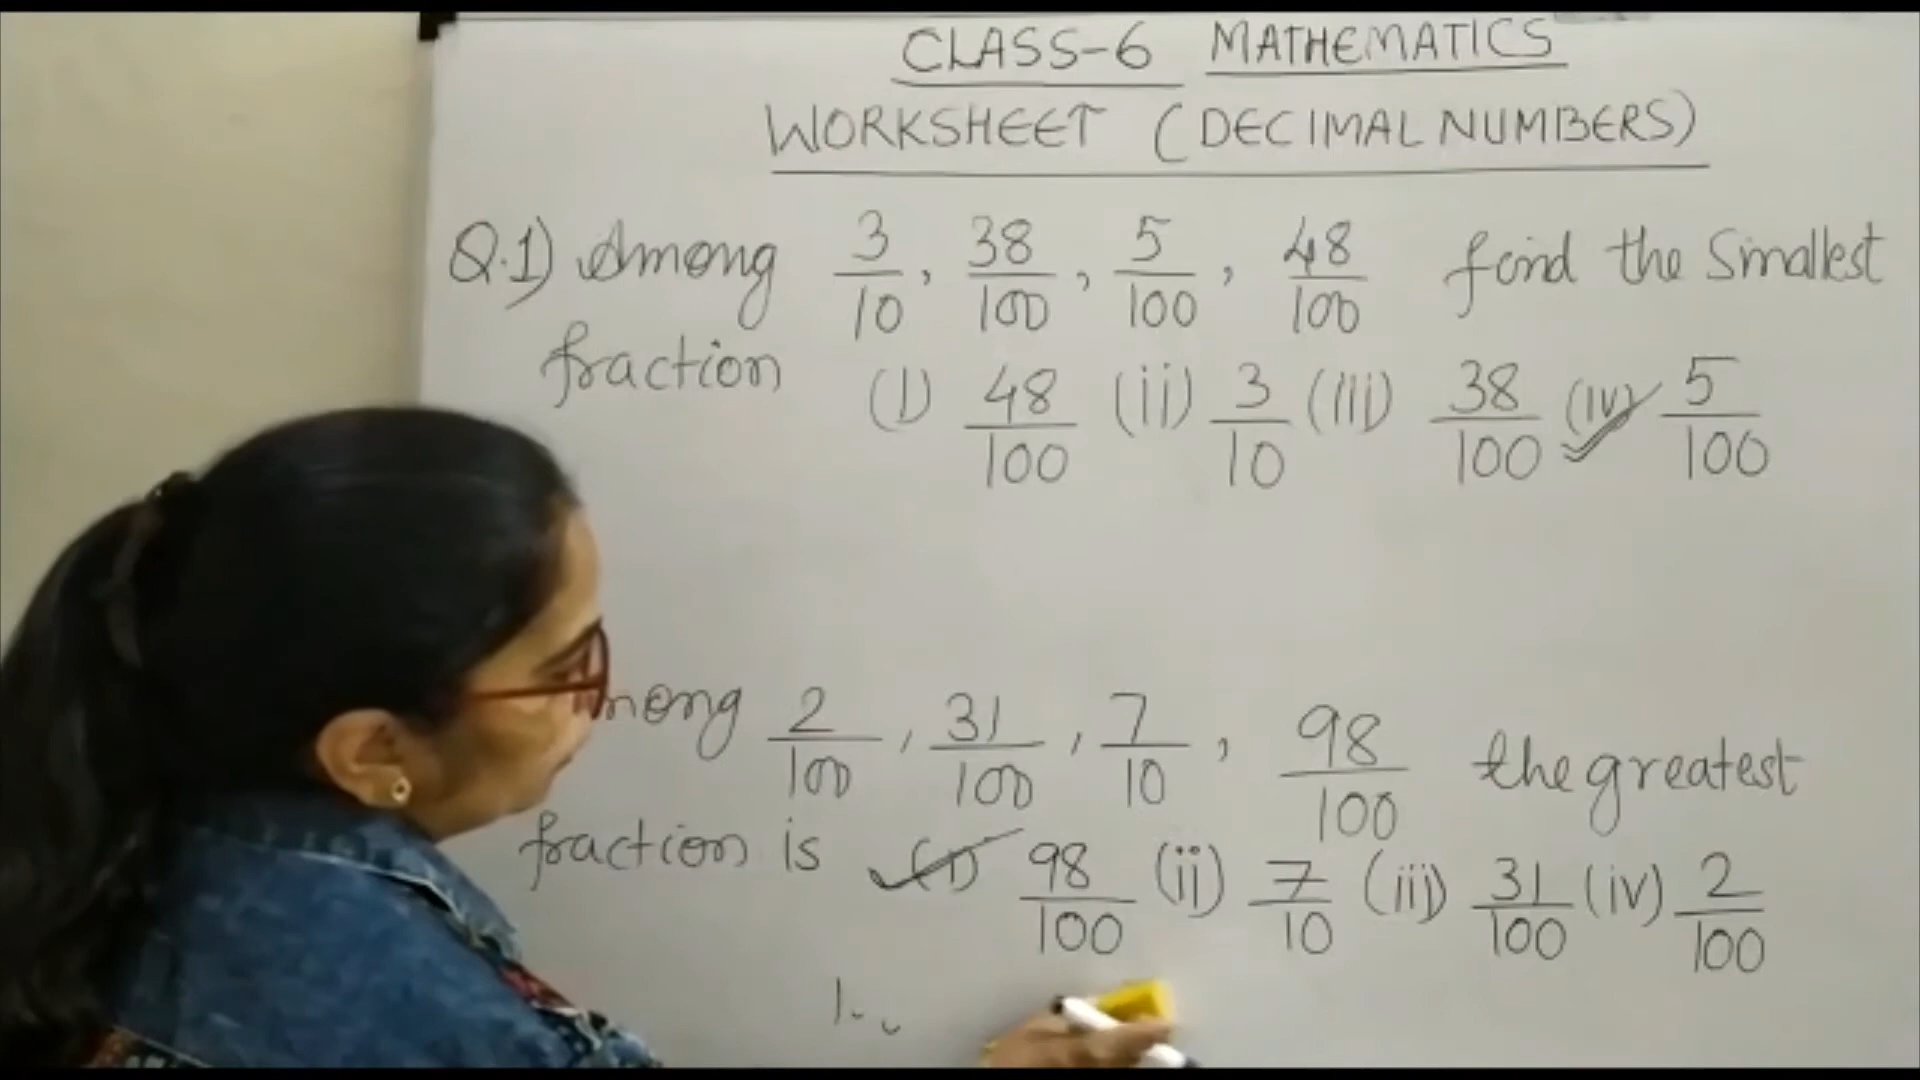 CLASS-6 MATHEMATICS
WORKSHEET (DECIMAL NUMBERS)
Q.1) Among 3/10, 38/100, 5/100, 48/100 find the Smallest
fraction (i) 48/100 (ii) 3/10 (iii) 38/100 (iv) 5/100
mong 2/100, 31/100, 7/10, 98/100 the greatest
fraction is (i) 98/100 (ii) 7/10 (iii) 31/100 (iv) 2/100